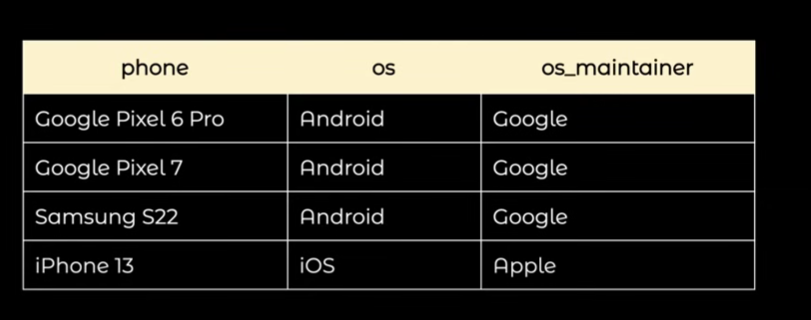 phone os os_maintainer
Google Pixel 6 Pro Android Google
Google Pixel 7 Android Google
Samsung S22 Android Google
iPhone 13 iOS Apple